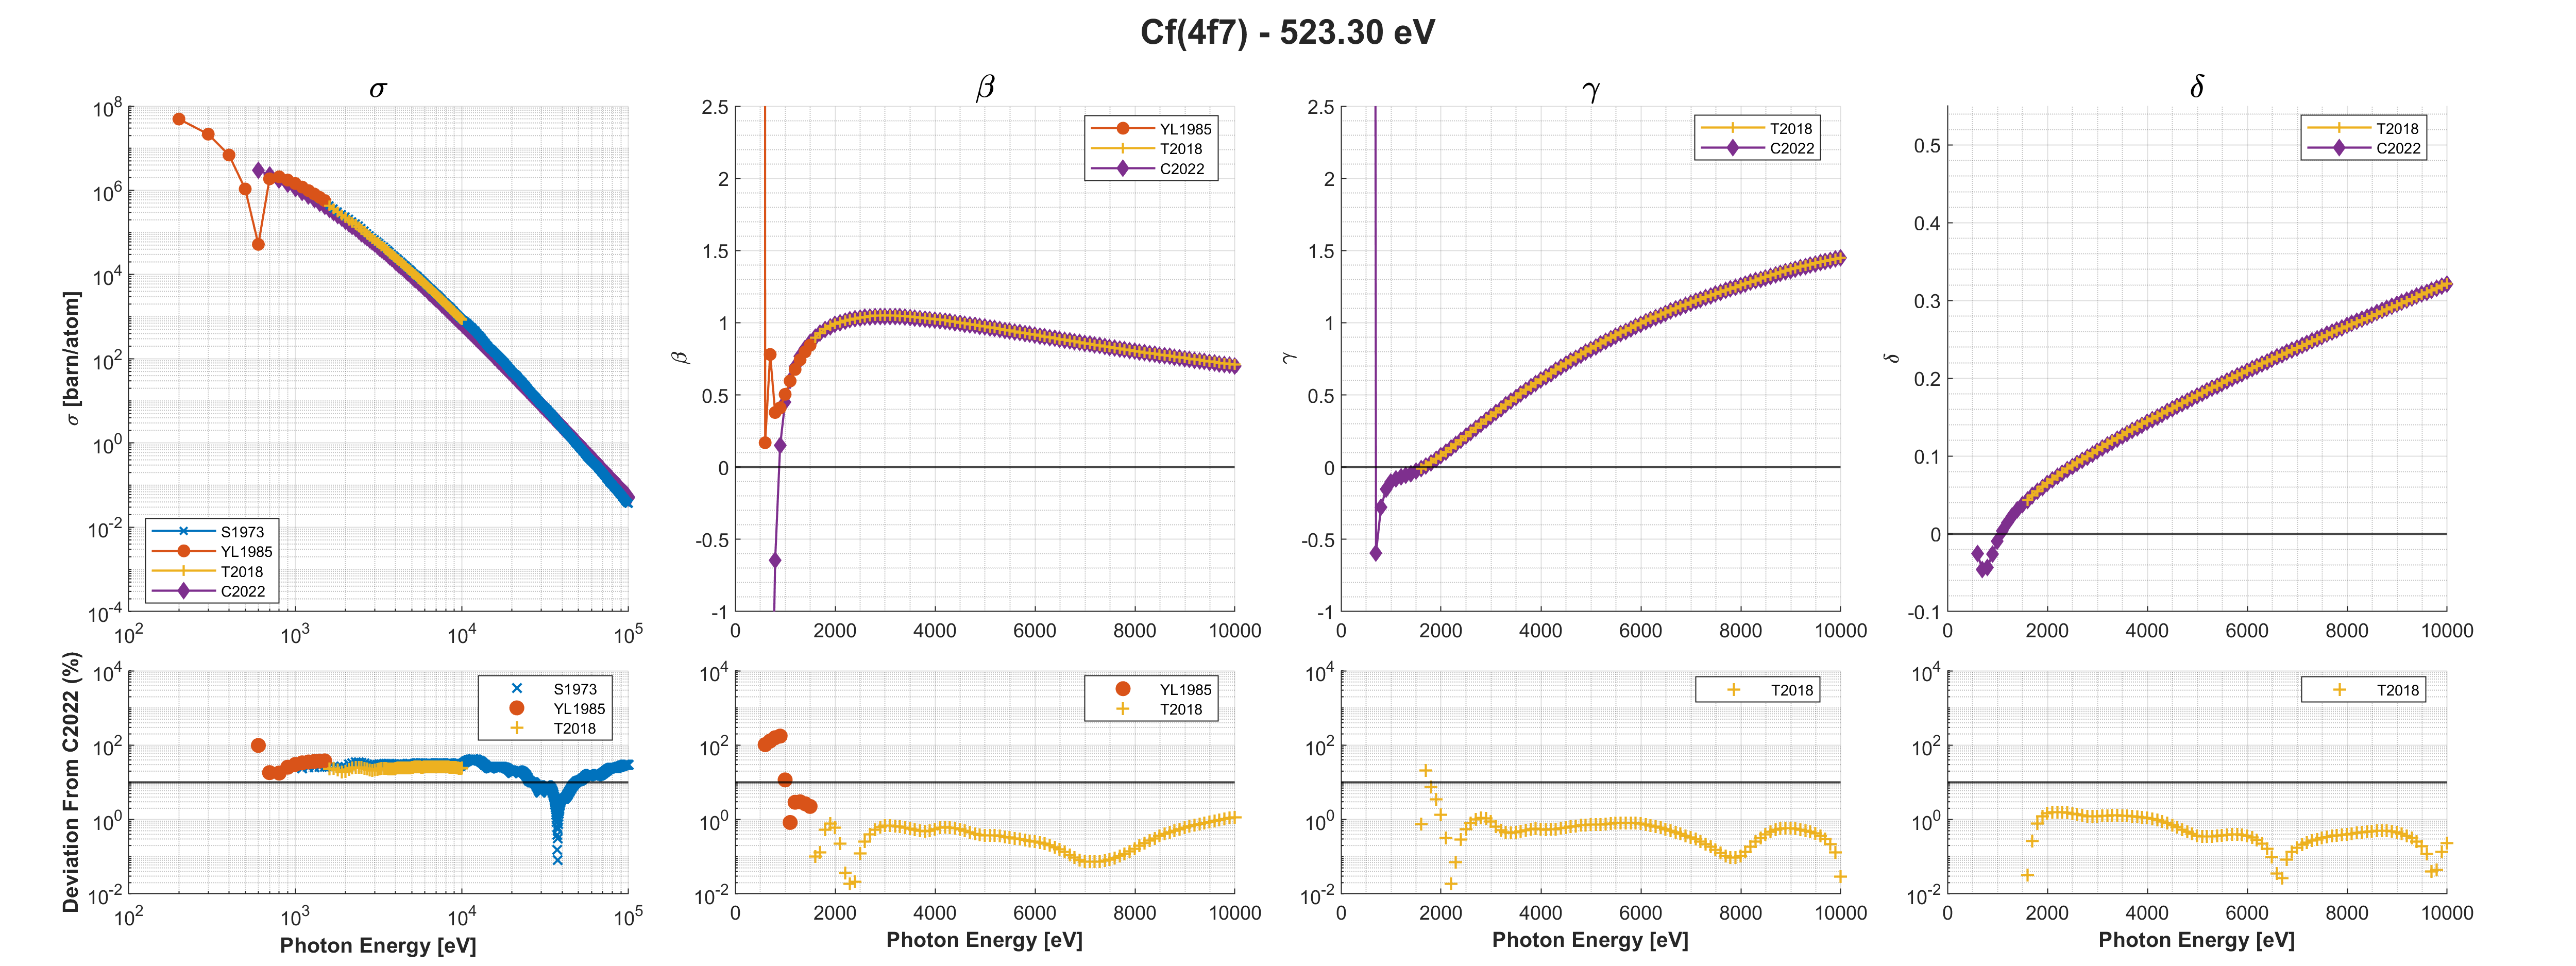 Cf(4f7) - 523.30 eV
σ
σ [barn/atom]
10^8
10^6
10^4
10^2
10^0
10^-2
10^-4
10^2
10^3
10^4
10^5
S1973
YL1985
T2018
C2022
β
β
2.5
2
1.5
1
0.5
0
-0.5
-1
0
2000
4000
6000
8000
10000
YL1985
T2018
C2022
γ
γ
2.5
2
1.5
1
0.5
0
-0.5
-1
0
2000
4000
6000
8000
10000
T2018
C2022
δ
δ
0.5
0.4
0.3
0.2
0.1
0
-0.1
0
2000
4000
6000
8000
10000
T2018
C2022
Deviation From C2022 (%)
10^4
10^2
10^0
10^-2
10^2
10^3
10^4
10^5
S1973
YL1985
T2018
Photon Energy [eV]
10^4
10^2
10^0
10^-2
0
2000
4000
6000
8000
10000
YL1985
T2018
Photon Energy [eV]
10^4
10^2
10^0
10^-2
0
2000
4000
6000
8000
10000
T2018
Photon Energy [eV]
10^4
10^2
10^0
10^-2
0
2000
4000
6000
8000
10000
T2018
Photon Energy [eV]